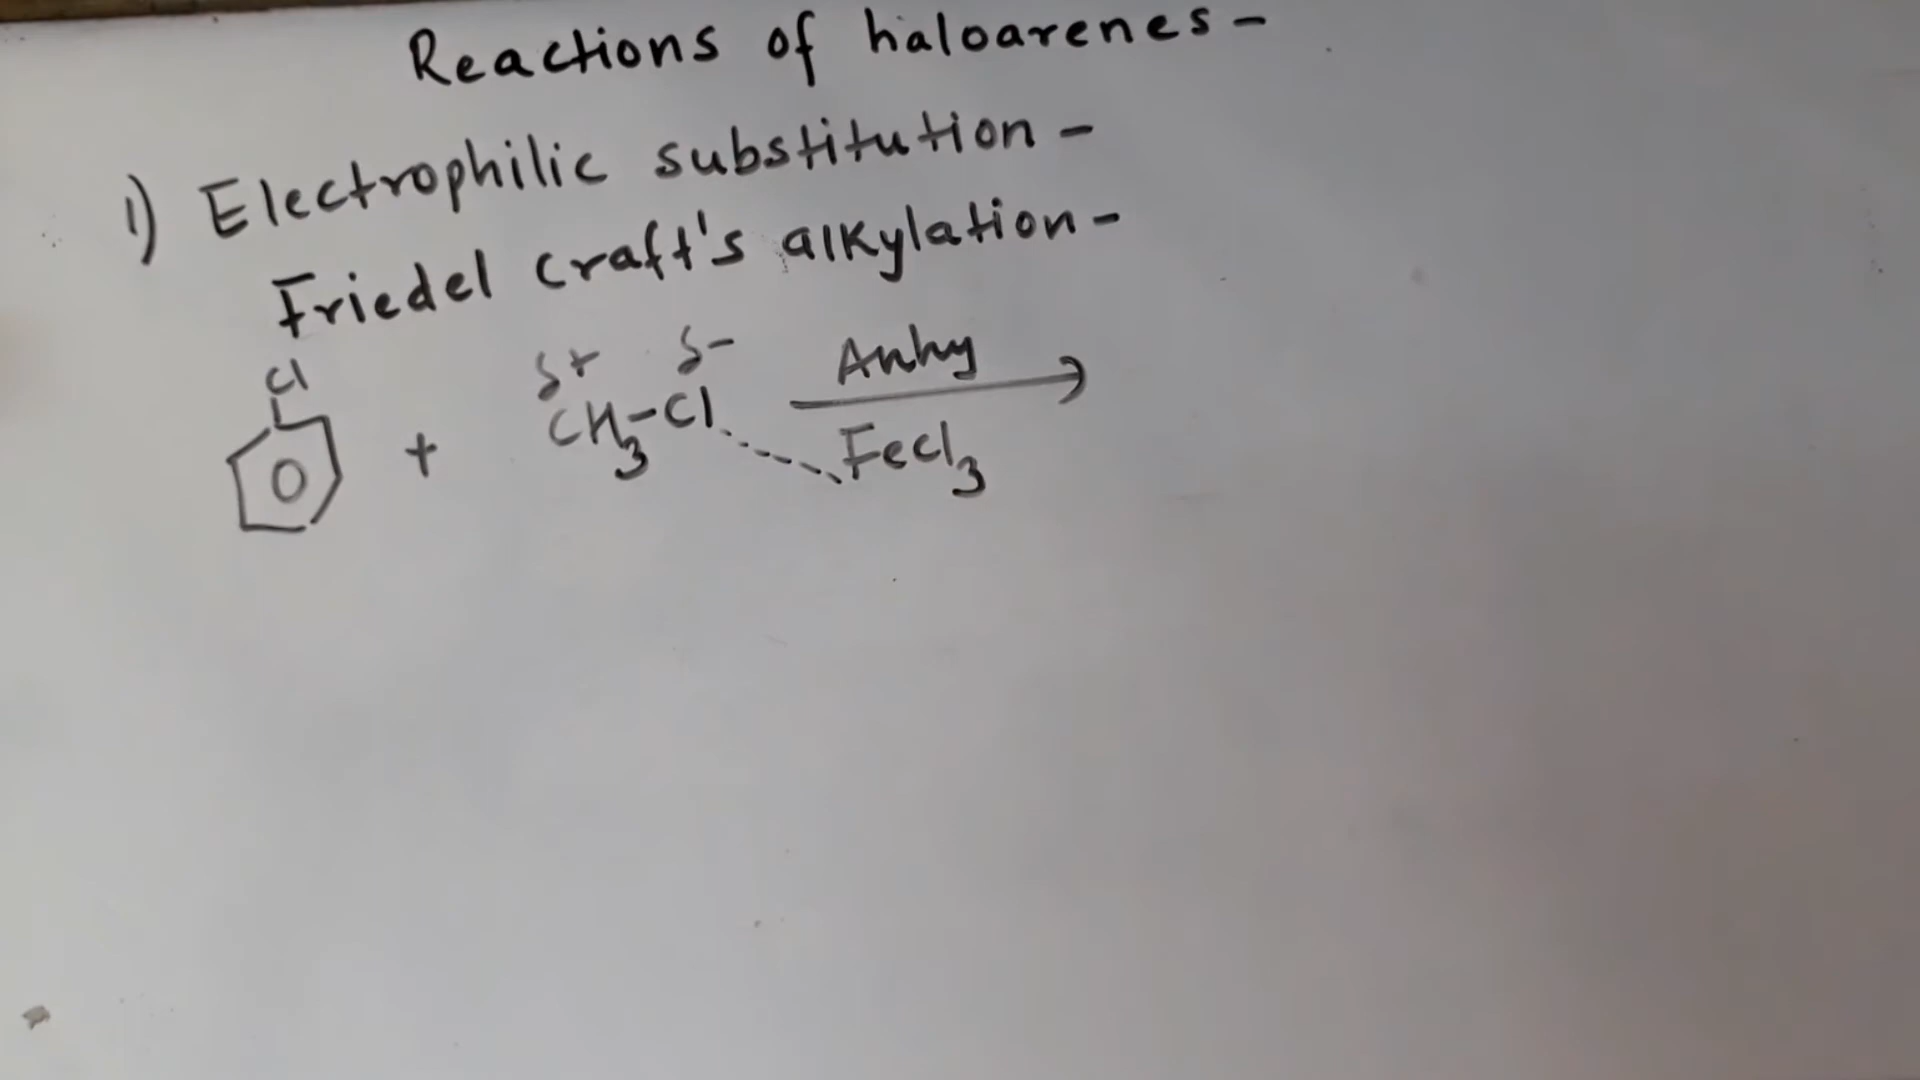 Reactions of haloarenes-
1) Electrophilic substitution-
Friedel craft's alkylation-
Cl δ+ δ- Anhy
+ CH3-Cl FeCl3